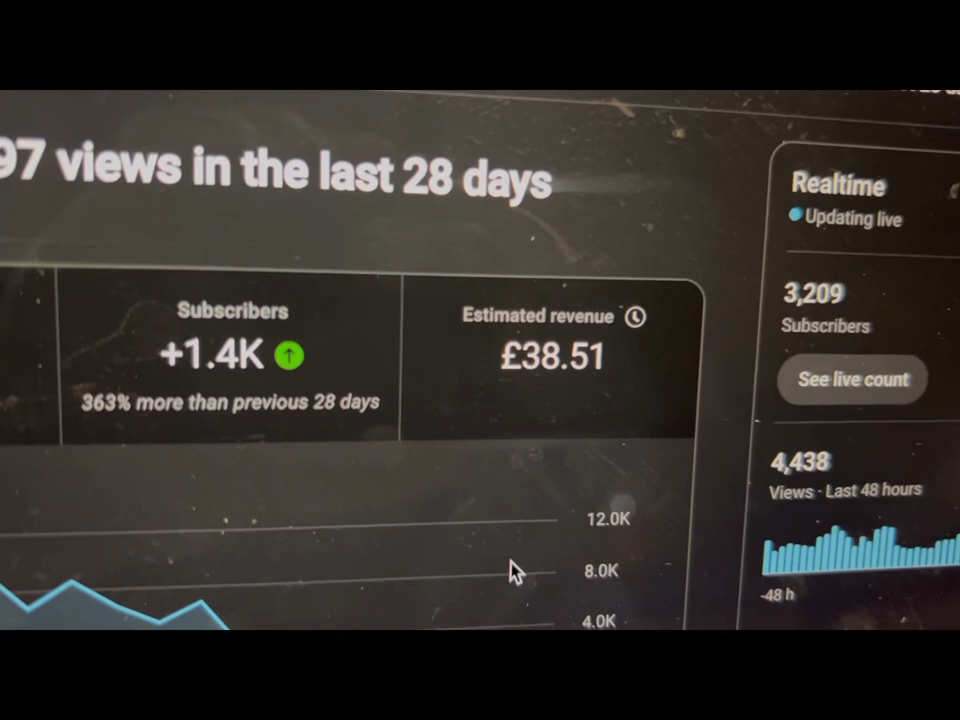 97 views in the last 28 days
Realtime
Updating live
Subscribers
+1.4K
363% more than previous 28 days
Estimated revenue
£38.51
3,209
Subscribers
See live count
4,438
Views · Last 48 hours
12.0K
8.0K
4.0K
-48 h